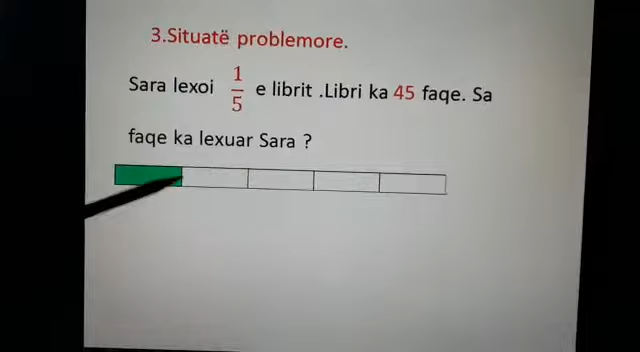 3.Situatë problemore.
Sara lexoi 1/5 e librit .Libri ka 45 faqe. Sa
faqe ka lexuar Sara ?